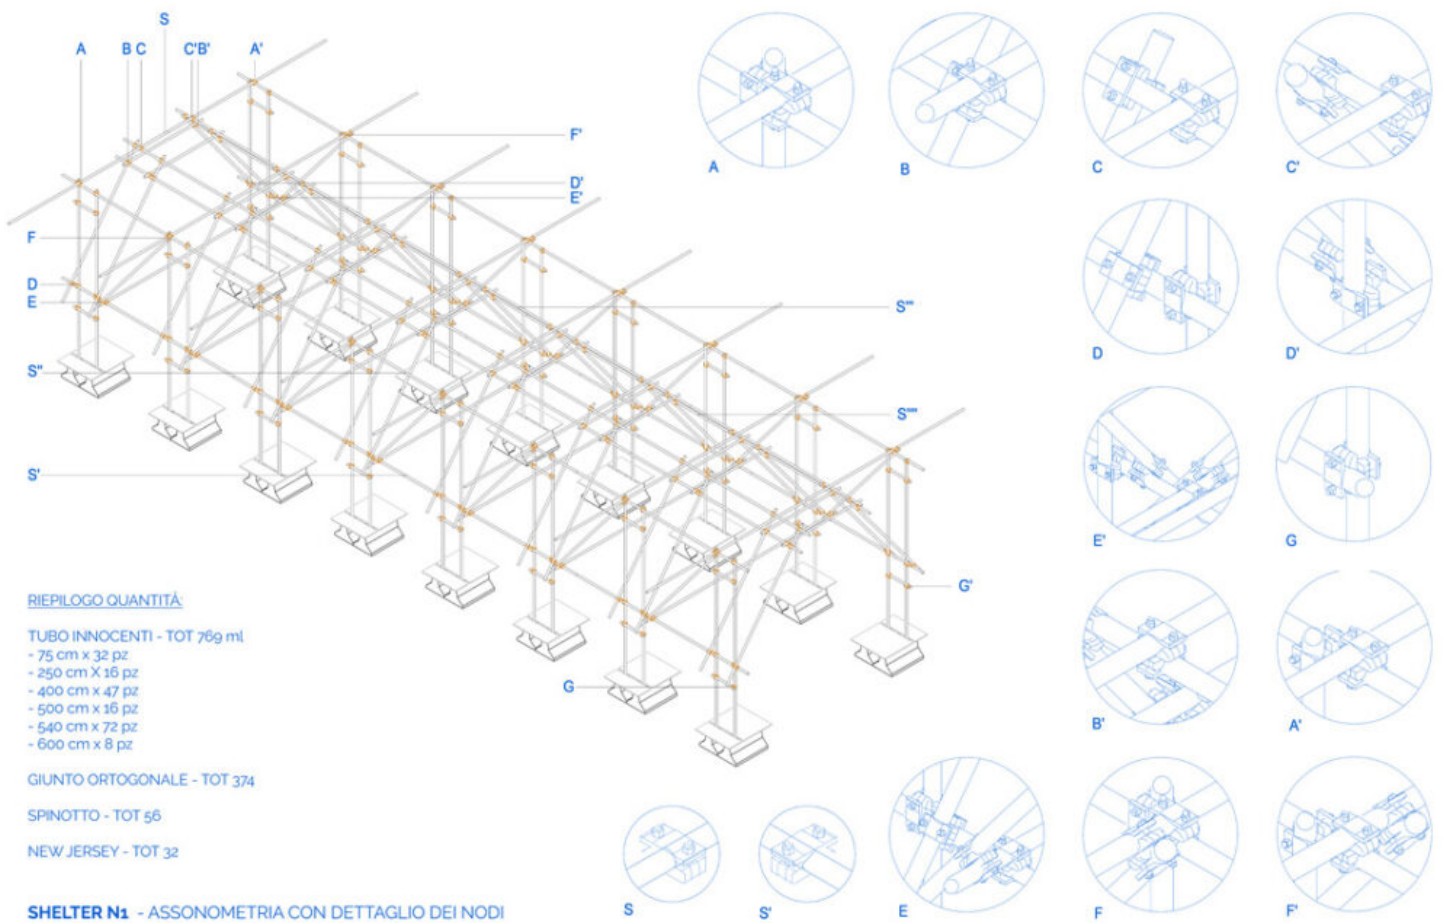 S
A B C C' B' A'
F'
D'
E'
F
D
E
S''
S'
S'''
S''''
G'
G
A
B
C
C'
D
D'
E'
G
B'
A'
S
S'
E
F
F'
RIEPILOGO QUANTITÀ:
TUBO INNOCENTI - TOT 769 ml
- 75 cm x 32 pz
- 250 cm X 16 pz
- 400 cm x 47 pz
- 500 cm x 16 pz
- 540 cm x 72 pz
- 600 cm x 8 pz
GIUNTO ORTOGONALE - TOT 374
SPINOTTO - TOT 56
NEW JERSEY - TOT 32
SHELTER N1 - ASSONOMETRIA CON DETTAGLIO DEI NODI